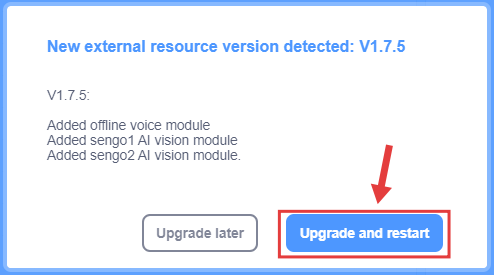 New external resource version detected: V1.7.5
V1.7.5:
Added offline voice module
Added sengo1 AI vision module
Added sengo2 AI vision module.
Upgrade later
Upgrade and restart